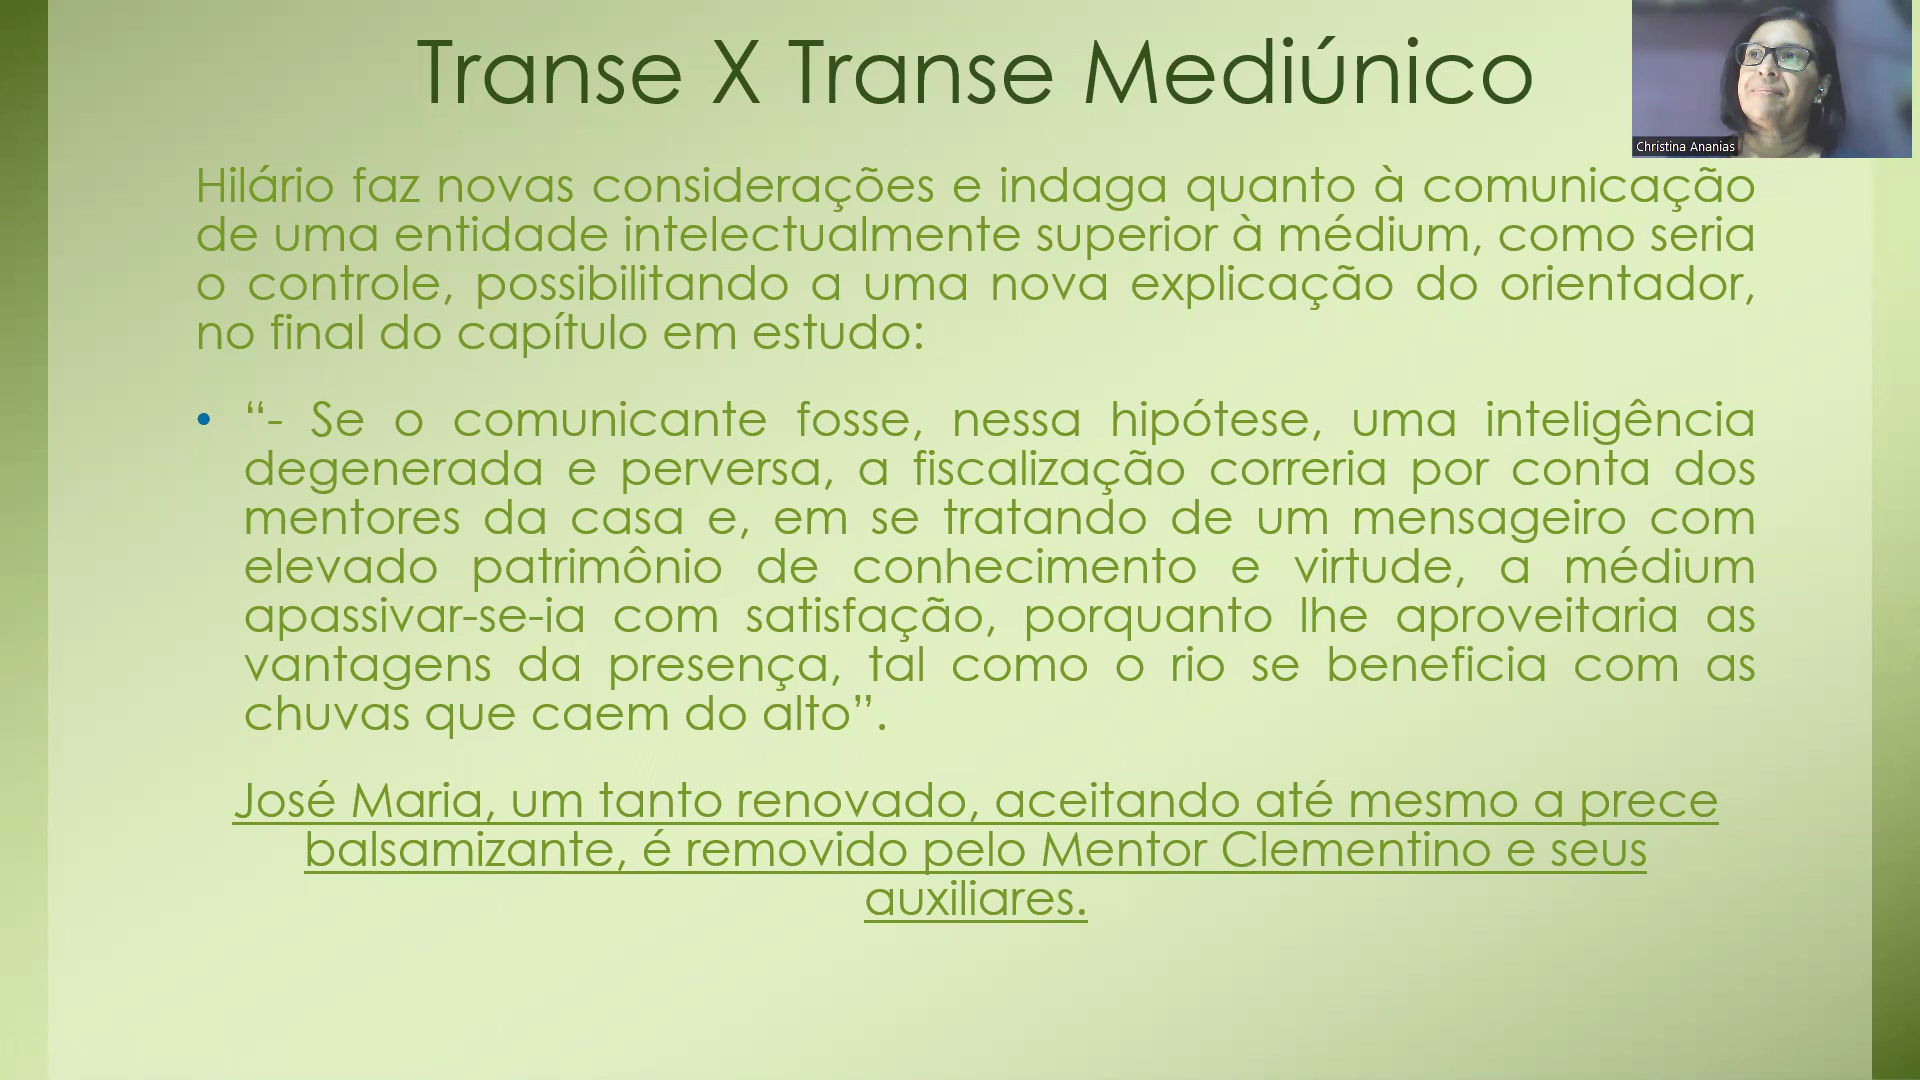 Transe X Transe Mediúnico
Christina Ananias
Hilário faz novas considerações e indaga quanto à comunicação
de uma entidade intelectualmente superior à médium, como seria
o controle, possibilitando a uma nova explicação do orientador,
no final do capítulo em estudo:
• “- Se o comunicante fosse, nessa hipótese, uma inteligência
degenerada e perversa, a fiscalização correria por conta dos
mentores da casa e, em se tratando de um mensageiro com
elevado patrimônio de conhecimento e virtude, a médium
apassivar-se-ia com satisfação, porquanto lhe aproveitaria as
vantagens da presença, tal como o rio se beneficia com as
chuvas que caem do alto”.
José Maria, um tanto renovado, aceitando até mesmo a prece
balsamizante, é removido pelo Mentor Clementino e seus
auxiliares.